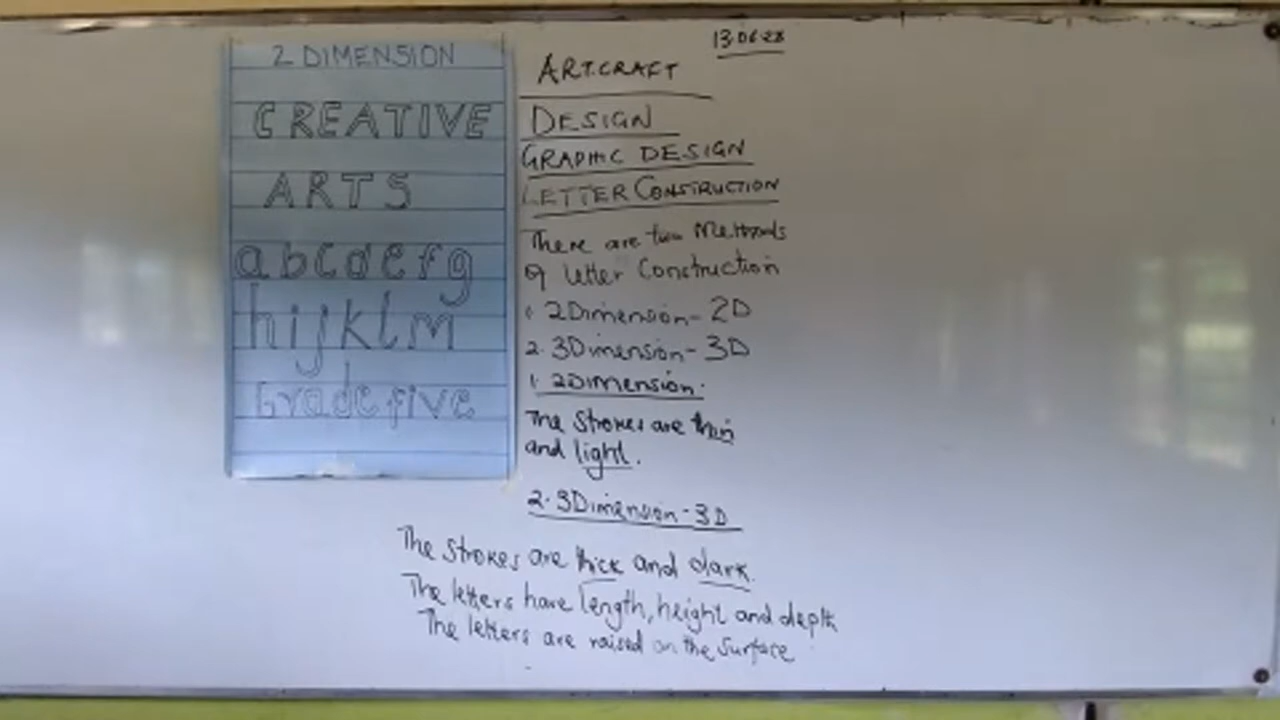 2 DIMENSION
CREATIVE
ARTS
abcdefg
hijklm
Grade five
13·06·23
ART.CRAFT
DESIGN
GRAPHIC DESIGN
LETTER CONSTRUCTION
There are two Methods
of letter Construction
1. 2Dimension - 2D
2. 3Dimension - 3D
1. 2Dimension.
The Strokes are thin
and light.
2. 3Dimension - 3D
The Strokes are thick and dark.
The letters have length, height and depth
The letters are raised on the Surface